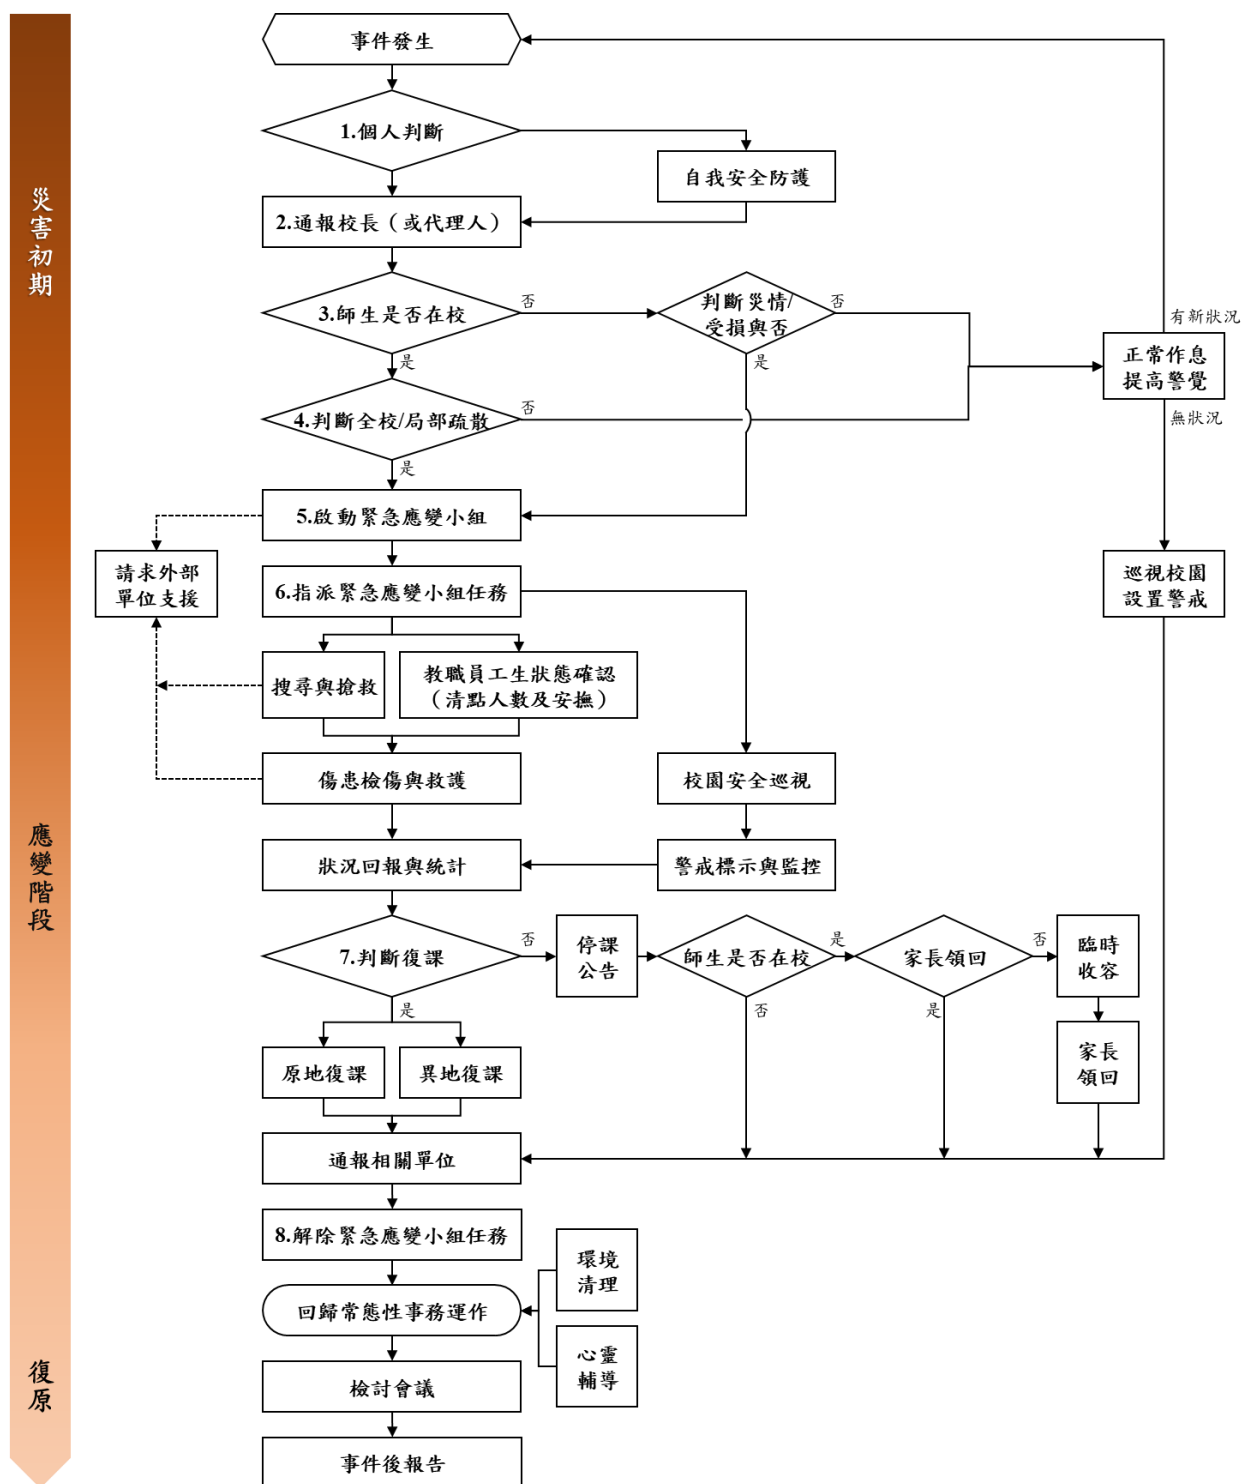 災害初期
應變階段
復原
事件發生
1.個人判斷
自我安全防護
2.通報校長（或代理人）
3.師生是否在校
否
判斷災情/
受損與否
否
是
是
有新狀況
正常作息
提高警覺
無狀況
4.判斷全校/局部疏散
否
是
5.啟動緊急應變小組
請求外部
單位支援
巡視校園
設置警戒
6.指派緊急應變小組任務
搜尋與搶救
教職員工生狀態確認
（清點人數及安撫）
傷患檢傷與救護
校園安全巡視
狀況回報與統計
警戒標示與監控
7.判斷復課
否
停課
公告
師生是否在校
是
家長領回
否
臨時
收容
是
否
是
原地復課
異地復課
家長
領回
通報相關單位
8.解除緊急應變小組任務
環境
清理
回歸常態性事務運作
心靈
輔導
檢討會議
事件後報告